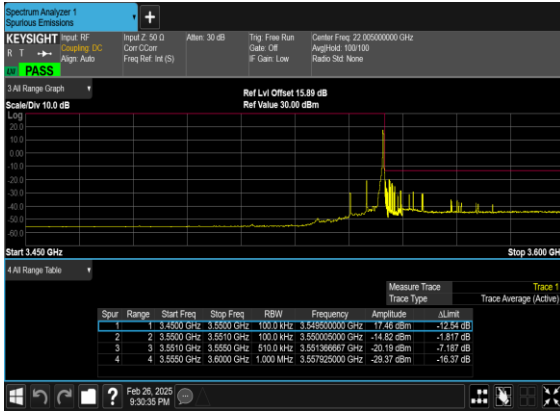 Spectrum Analyzer 1
Spurious Emissions
KEYSIGHT Input: RF Input Z: 50 Ω Atten: 30 dB Trig: Free Run Center Freq: 22.005000000 GHz
R T Coupling: DC Corr CCorr Gate: Off Avg|Hold: 100/100
Align: Auto Freq Ref: Int (S) IF Gain: Low Radio Std: None
PASS
3 All Range Graph
Ref Lvl Offset 15.89 dB
Scale/Div 10.0 dB Ref Value 30.00 dBm
Log
20.0
10.0
0.00
-10.0
-20.0
-30.0
-40.0
-50.0
-60.0
Start 3.450 GHz Stop 3.600 GHz
4 All Range Table
Measure Trace Trace 1
Trace Type Trace Average (Active)
Spur Range Start Freq Stop Freq RBW Frequency Amplitude ΔLimit
1 1 3.4500 GHz 3.5500 GHz 100.0 kHz 3.549500000 GHz 17.46 dBm -12.54 dB
2 2 3.5500 GHz 3.5510 GHz 100.0 kHz 3.550005000 GHz -14.82 dBm -1.817 dB
3 3 3.5510 GHz 3.5550 GHz 510.0 kHz 3.551366667 GHz -20.19 dBm -7.187 dB
4 4 3.5550 GHz 3.6000 GHz 1.000 MHz 3.557925000 GHz -29.37 dBm -16.37 dB
Feb 26, 2025
9:30:35 PM